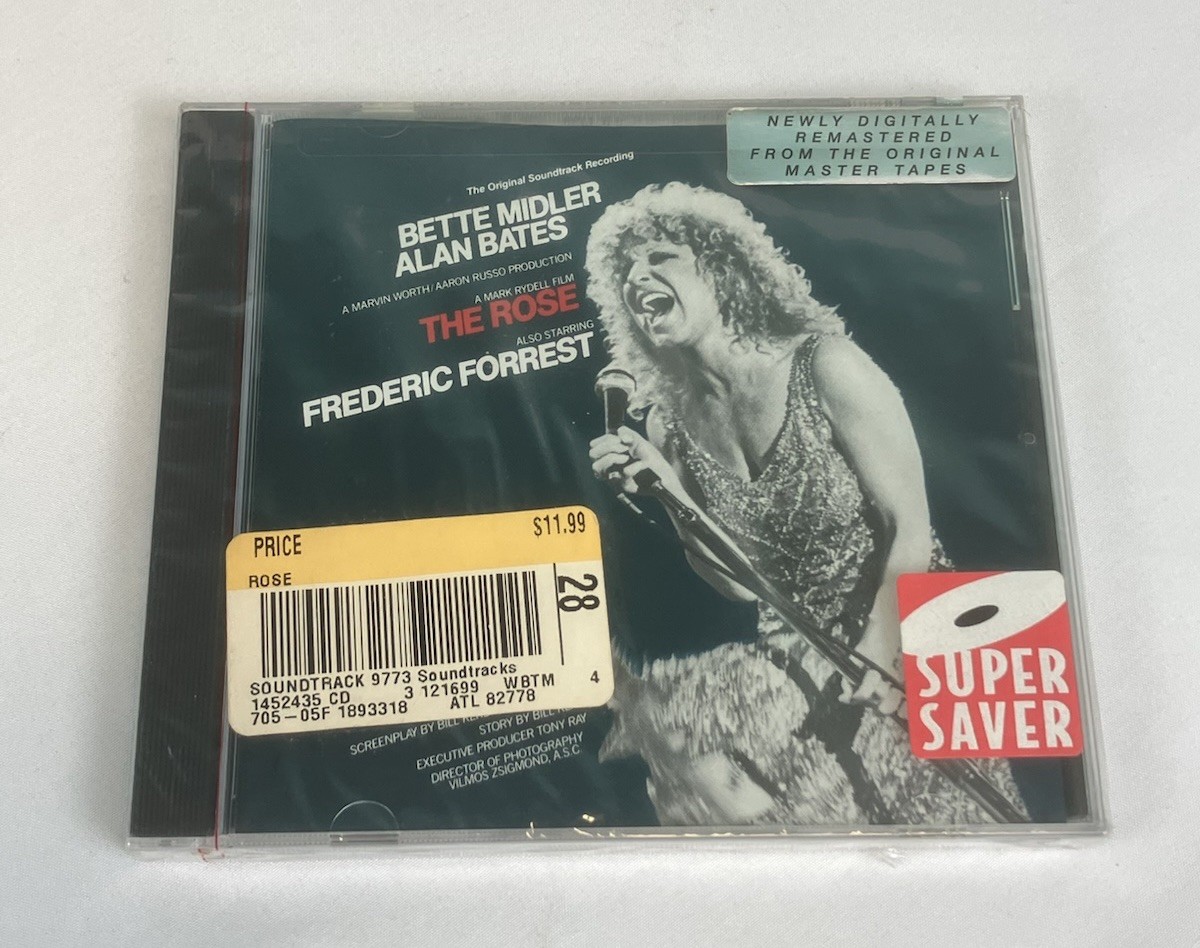 NEWLY DIGITALLY
REMASTERED
FROM THE ORIGINAL
MASTER TAPES
The Original Soundtrack Recording
BETTE MIDLER
ALAN BATES
A MARVIN WORTH/AARON RUSSO PRODUCTION
A MARK RYDELL FILM
THE ROSE
ALSO STARRING
FREDERIC FORREST
PRICE $11.99
ROSE
28
SOUNDTRACK 9773 Soundtracks
1452435 CD 3 121699 WBTM 4
705-05F 1893318 ATL 82778
SCREENPLAY BY BILL
STORY BY BILL
EXECUTIVE PRODUCER TONY RAY
DIRECTOR OF PHOTOGRAPHY
VILMOS ZSIGMOND, A.S.C.
SUPER
SAVER